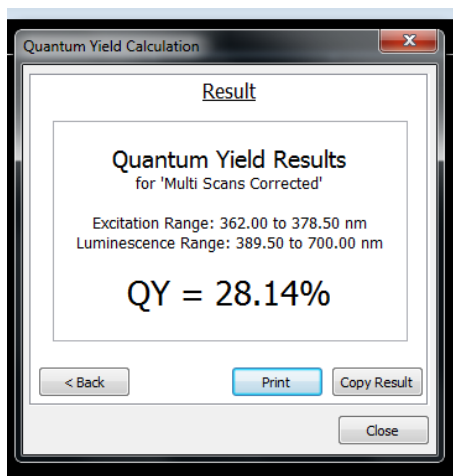 Quantum Yield Calculation
x
Result
Quantum Yield Results
for 'Multi Scans Corrected'
Excitation Range: 362.00 to 378.50 nm
Luminescence Range: 389.50 to 700.00 nm
QY = 28.14%
< Back
Print
Copy Result
Close